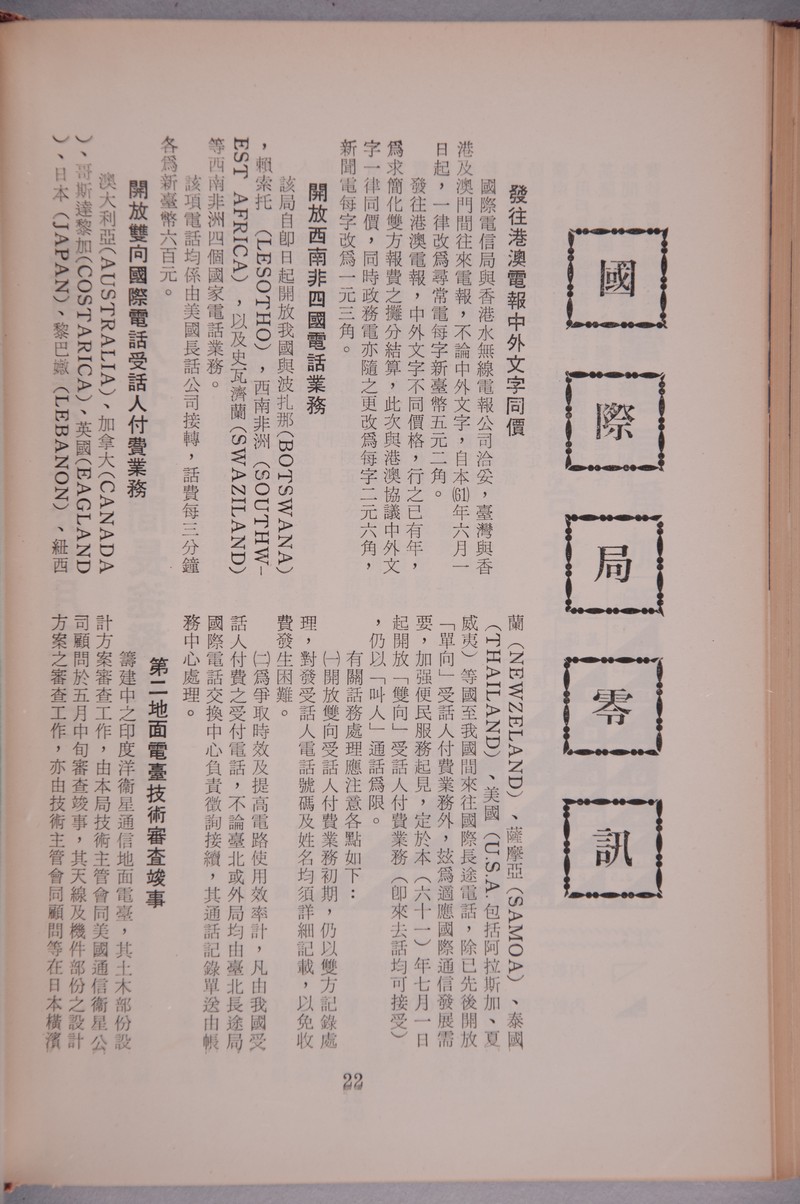 國際局零訊
發往港澳電報中外文字同價
國際電信局與香港水無線電報公司洽妥，臺灣與香
港及澳門間往來電報，不論中外文字，自本(61)年六月一
日起，一律改爲尋常電每字新臺幣五元二角。
發往港澳電報，中外文字不同價格，行之已有年，
爲求簡化雙方報費之攤分結算，此次與港澳協議中外文
字一律同價，同時政務電亦隨之更改爲每字二元六角，
新聞電每字改爲一元三角。
開放西南非四國電話業務
該局自卽日起開放我國與波扎那(BOTSWANA)
，賴索托 (LESOTHO)，西南非洲 (SOUTHW-
EST AFRICA)，以及史瓦濟蘭(SWAZILAND)
等西南非洲四個國家電話業務。
該項電話均係由美國長話公司接轉，話費每三分鐘
各爲新臺幣六百元。
開放雙向國際電話受話人付費業務
澳大利亞(AUSTRALIA)、加拿大(CANADA
)、哥斯達黎加(COSTARICA)、英國(EAGLAND
)、日本 (JAPAN)、黎巴嫩 (LEBANON) 、紐西
蘭 (NEWZELAND) 、薩摩亞 (SAMOA) 、泰國
(THAILAND) 、美國 (U.S.A. 包括阿拉斯加、夏
威夷) 等國至我國間來往國際長途電話，除已先後開放
「單向」受話人付費業務外，玆爲適應國際通信發展需
要，加强便民服務起見，定於本 (六十一) 年七月一日
起開放「雙向」受話人付費業務 (卽來去話均可接受)
，仍以「叫人」通話爲限。
有關話務處理應注意各點如下：
㈠開放雙向受話人付費業務初期，仍以雙方記錄處
理，對發受話人電話號碼及姓名均須詳細記載，以免收
費發生困難。
㈡爲爭取時效及提高電路使用效率計，凡由我國受
話人付費之受付電話，不論臺北或外局均由臺北長途局
國際電話交換中心負責徵詢接續，其通話記錄單送由帳
務中心處理。
第二地面電臺技術審查竣事
籌建中之印度洋衞星通信地面電臺，其土木部份設
計方案審查工作，由本局技術主管會同美國通信衞星公
司顧問於五月中旬審查竣事，其天線及機件部份之設計
方案之審查工作，亦由技術主管會同顧問等在日本橫濱
22